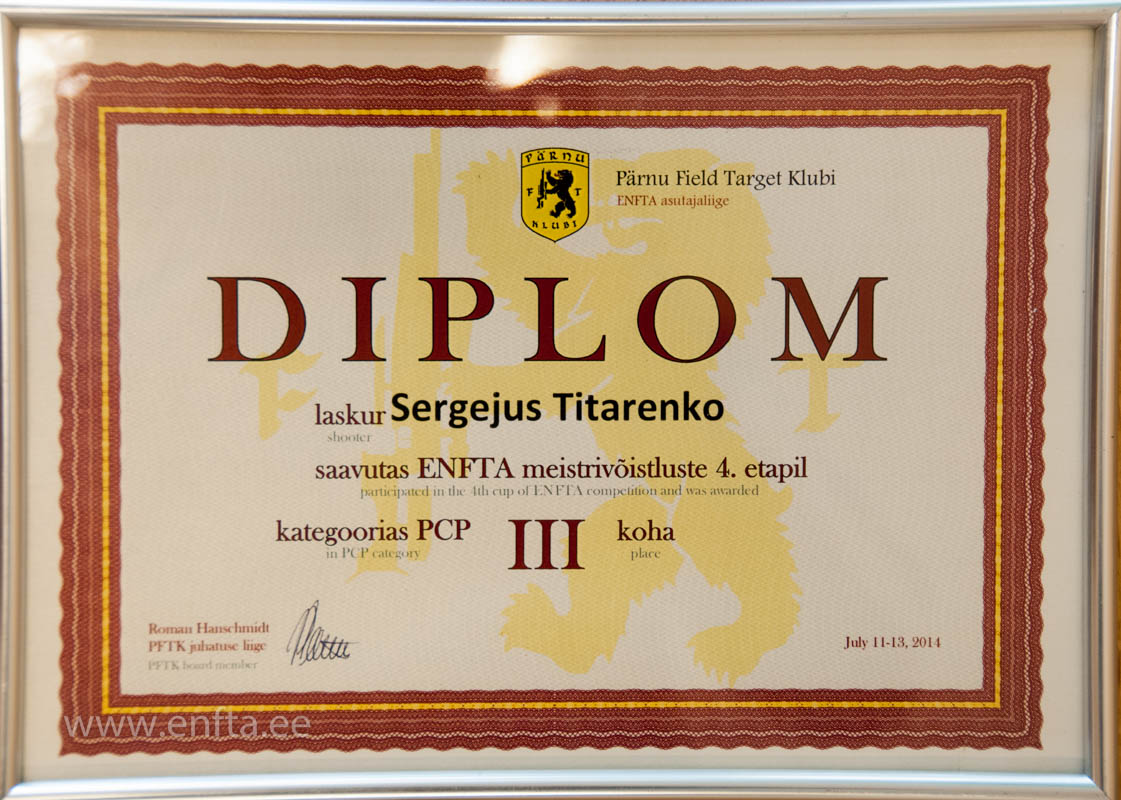 PÄRNU
F T
KLUBI
Pärnu Field Target Klubi
ENFTA asutajaliige
DIPLOM
F T
laskur Sergejus Titarenko
shooter
saavutas ENFTA meistrivõistluste 4. etapil
participated in the 4th cup of ENFTA competition and was awarded
kategoorias PCP III koha
in PCP category place
Roman Hanschmidt
PFTK juhatuse liige
PFTK board member
July 11-13, 2014
www.enfta.ee